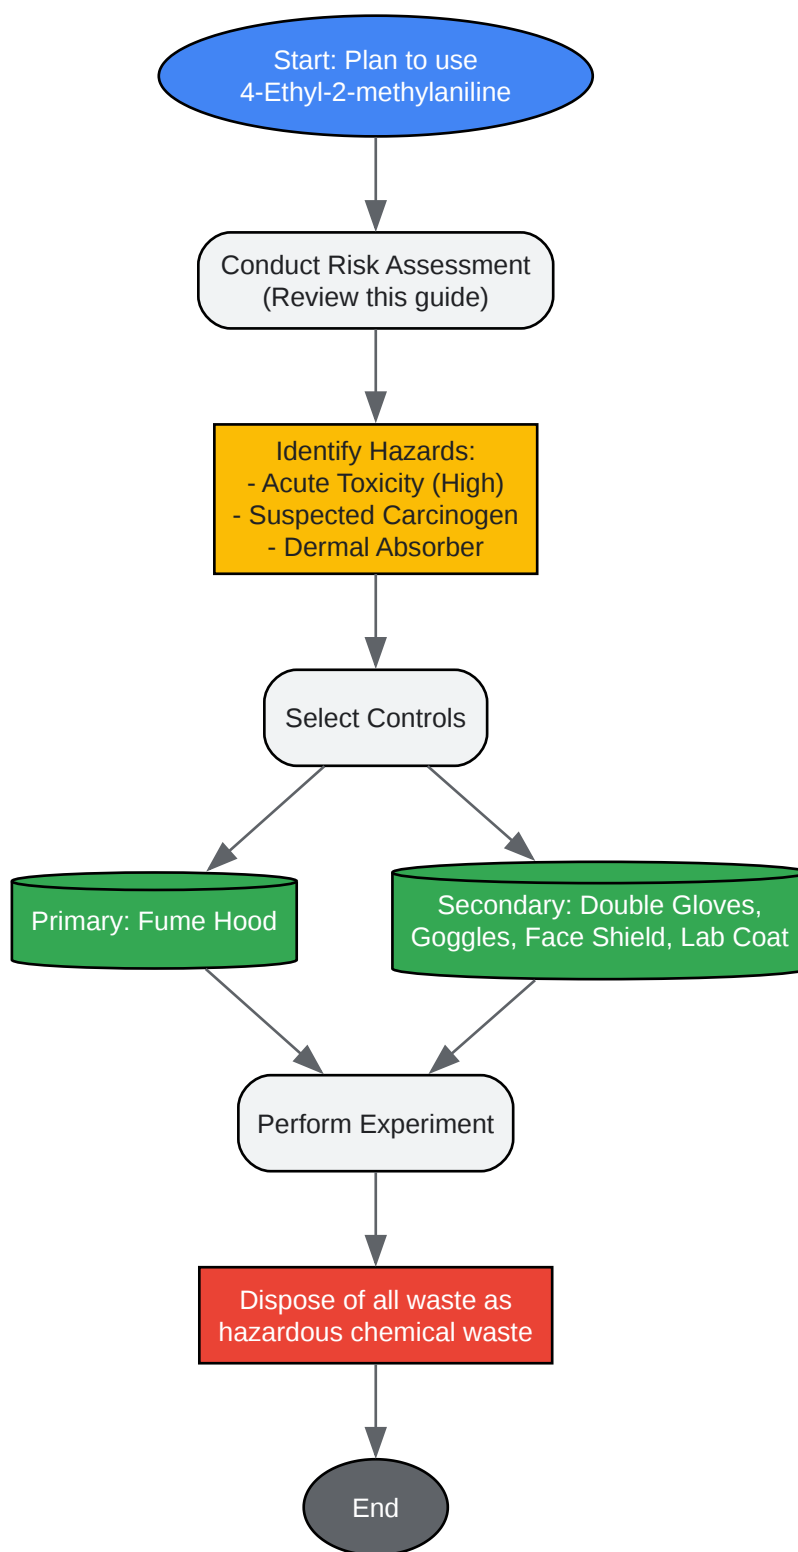 Start: Plan to use
4-Ethyl-2-methylaniline
Conduct Risk Assessment
(Review this guide)
Identify Hazards:
- Acute Toxicity (High)
- Suspected Carcinogen
- Dermal Absorber
Select Controls
Primary: Fume Hood
Secondary: Double Gloves,
Goggles, Face Shield, Lab Coat
Perform Experiment
Dispose of all waste as
hazardous chemical waste
End